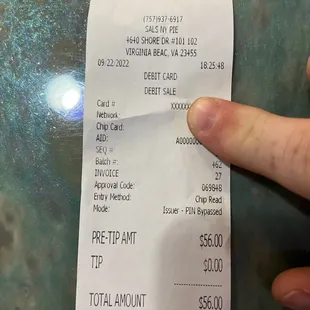 (757)937-6917
SALS NY PIE
4640 SHORE DR #101 102
VIRGINIA BEAC, VA 23455
09/22/2022 18:25:48
DEBIT CARD
DEBIT SALE
Card #
Network:
Chip Card:
AID:
SEQ #:
Batch #: 462
INVOICE 27
Approval Code: 069848
Entry Method: Chip Read
Mode: Issuer - PIN Bypassed
PRE-TIP AMT $56.00
TIP $0.00
TOTAL AMOUNT $56.00